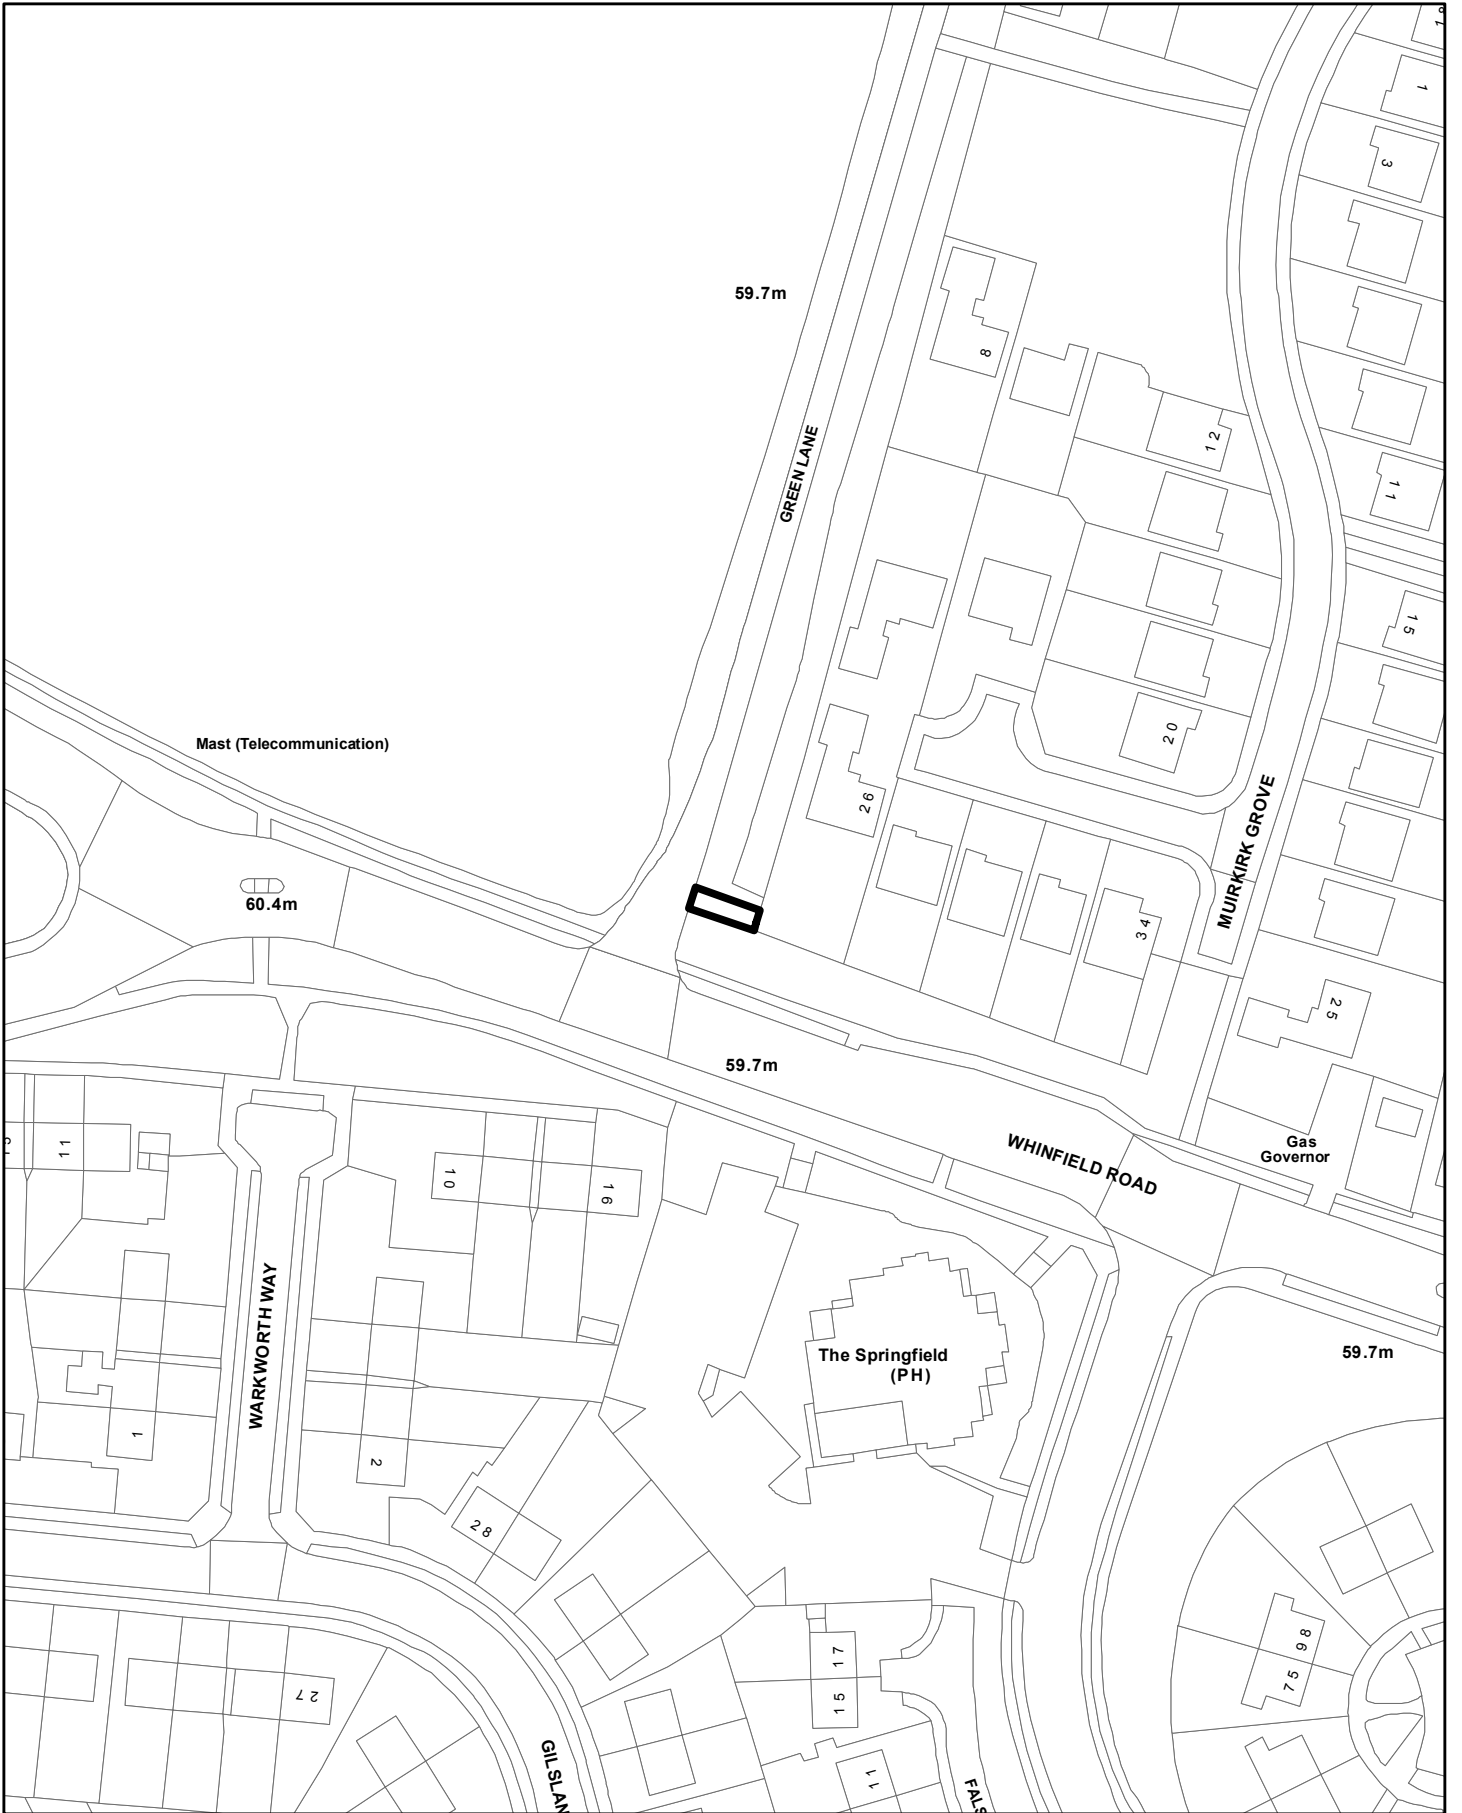 1
3
59.7m
8
12
GREEN LANE
11
15
20
Mast (Telecommunication)
26
MUIRKIRK GROVE
60.4m
34
25
59.7m
WHINFIELD ROAD
Gas
Governor
11
10
16
WARKWORTH WAY
The Springfield
(PH)
59.7m
1
2
28
17
98
75
15
27
11